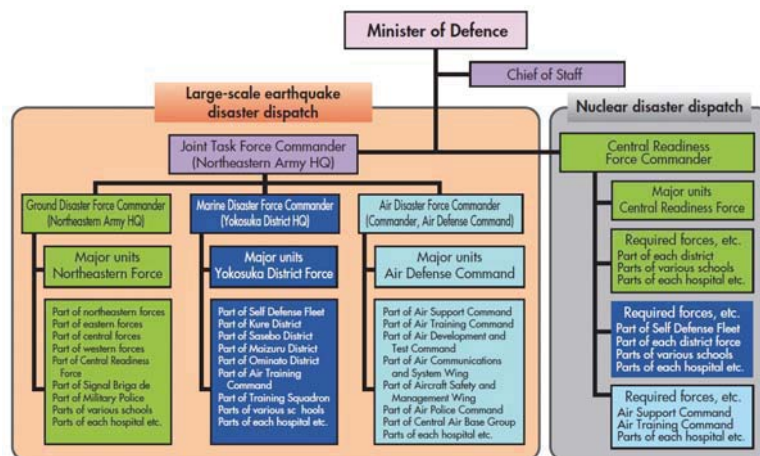 Minister of Defence
Chief of Staff
Large-scale earthquake
disaster dispatch
Nuclear disaster dispatch
Joint Task Force Commander
(Northeastern Army HQ)
Central Readiness
Force Commander
Ground Disaster Force Commander
(Northeastern Army HQ)
Marine Disaster Force Commander
(Yokosuka District HQ)
Air Disaster Force Commander
(Commander, Air Defense Command)
Major units
Central Readiness Force
Major units
Northeastern Force
Major units
Yokosuka District Force
Major units
Air Defense Command
Required forces, etc.
Part of each district
Parts of various schools
Parts of each hospital etc.
Part of northeastern forces
Part of eastern forces
Part of central forces
Part of western forces
Part of Central Readiness
Force
Part of Signal Briga de
Part of Military Police
Parts of various schools
Parts of each hospital etc.
Part of Self Defense Fleet
Part of Kure District
Part of Sasebo District
Part of Maizuru District
Part of Ominato District
Part of Air Training
Command
Part of Training Squadron
Parts of various sc hools
Parts of each hospital etc.
Part of Air Support Command
Part of Air Training Command
Part of Air Development and
Test Command
Part of Air Communications
and System Wing
Part of Aircraft Safety and
Management Wing
Part of Air Police Command
Part of Central Air Base Group
Parts of each hospital etc.
Required forces, etc.
Part of Self Defense Fleet
Part of each district force
Parts of various schools
Parts of each hospital etc.
Required forces, etc.
Air Support Command
Air Training Command
Parts of each hospital etc.